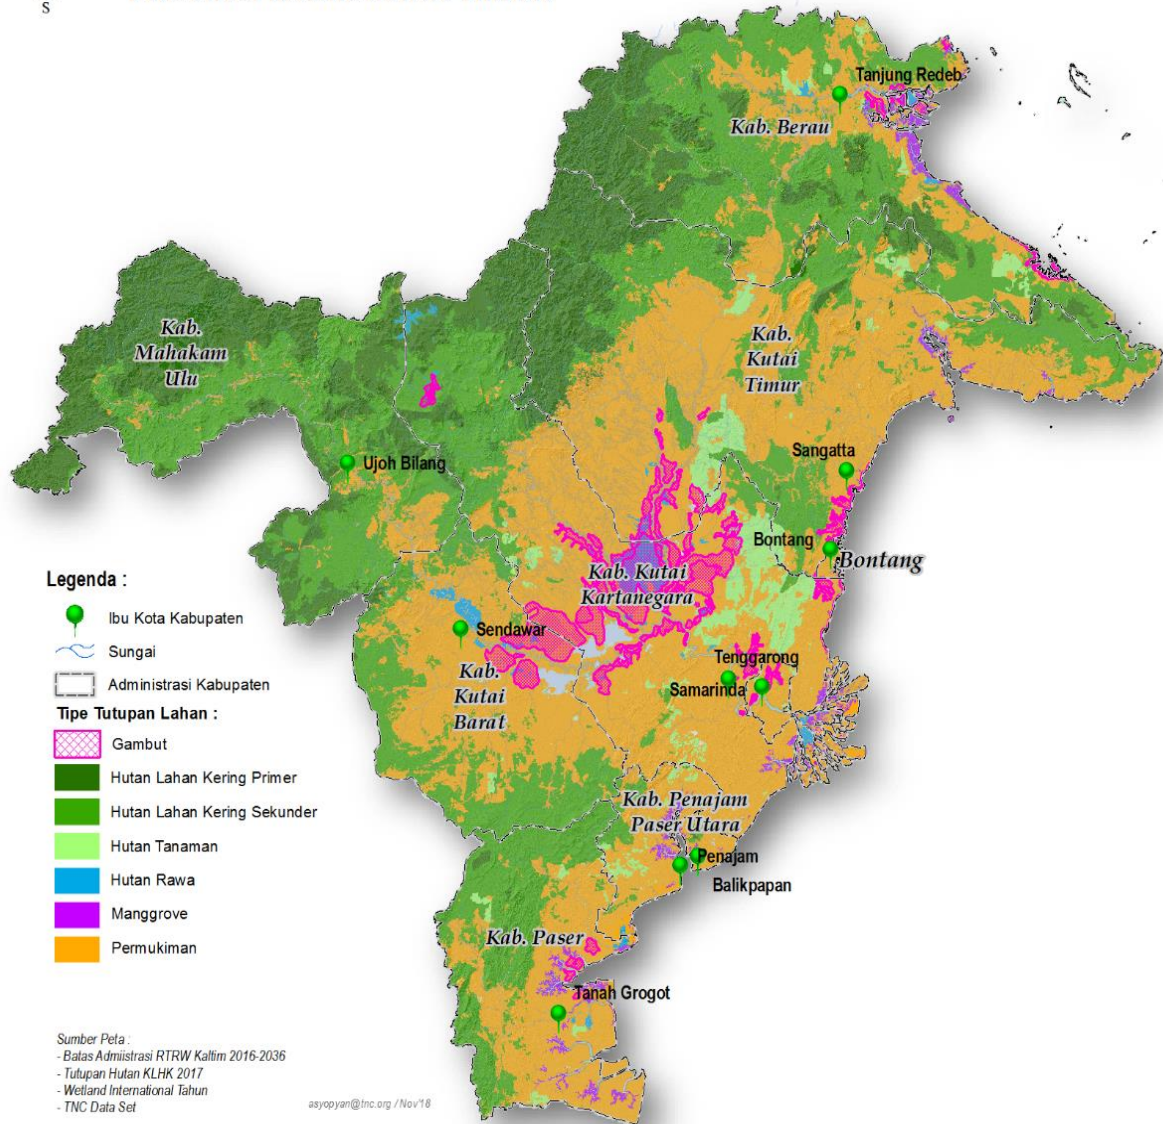 S
Tanjung Redeb
Kab. Berau
Kab.
Mahakam
Ulu
Kab.
Kutai
Timur
Ujoh Bilang
Sangatta
Bontang
Bontang
Kab. Kutai
Kartanegara
Sendawar
Kab.
Kutai
Barat
Tenggarong
Samarinda
Kab. Penajam
Paser Utara
Penajam
Balikpapan
Kab. Paser
Tanah Grogot
Legenda :
Ibu Kota Kabupaten
Sungai
Administrasi Kabupaten
Tipe Tutupan Lahan :
Gambut
Hutan Lahan Kering Primer
Hutan Lahan Kering Sekunder
Hutan Tanaman
Hutan Rawa
Manggrove
Permukiman
Sumber Peta :
- Batas Admiistrasi RTRW Kaltim 2016-2036
- Tutupan Hutan KLHK 2017
- Wetland International Tahun
- TNC Data Set
asyopyan@tnc.org / Nov'18